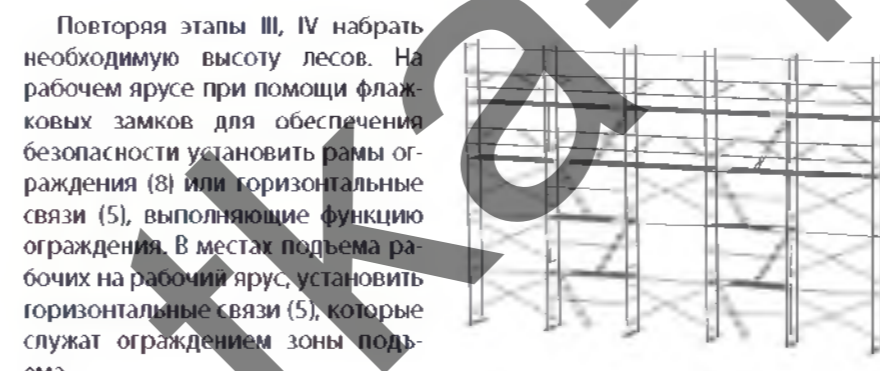 Повторяя этапы III, IV набрать
необходимую высоту лесов. На
рабочем ярусе при помощи флаж-
ковых замков для обеспечения
безопасности установить рамы ог-
раждения (8) или горизонтальные
связи (5), выполняющие функцию
ограждения. В местах подъема ра-
бочих на рабочий ярус, установить
горизонтальные связи (5), которые
служат ограждением зоны подъ-
ема.